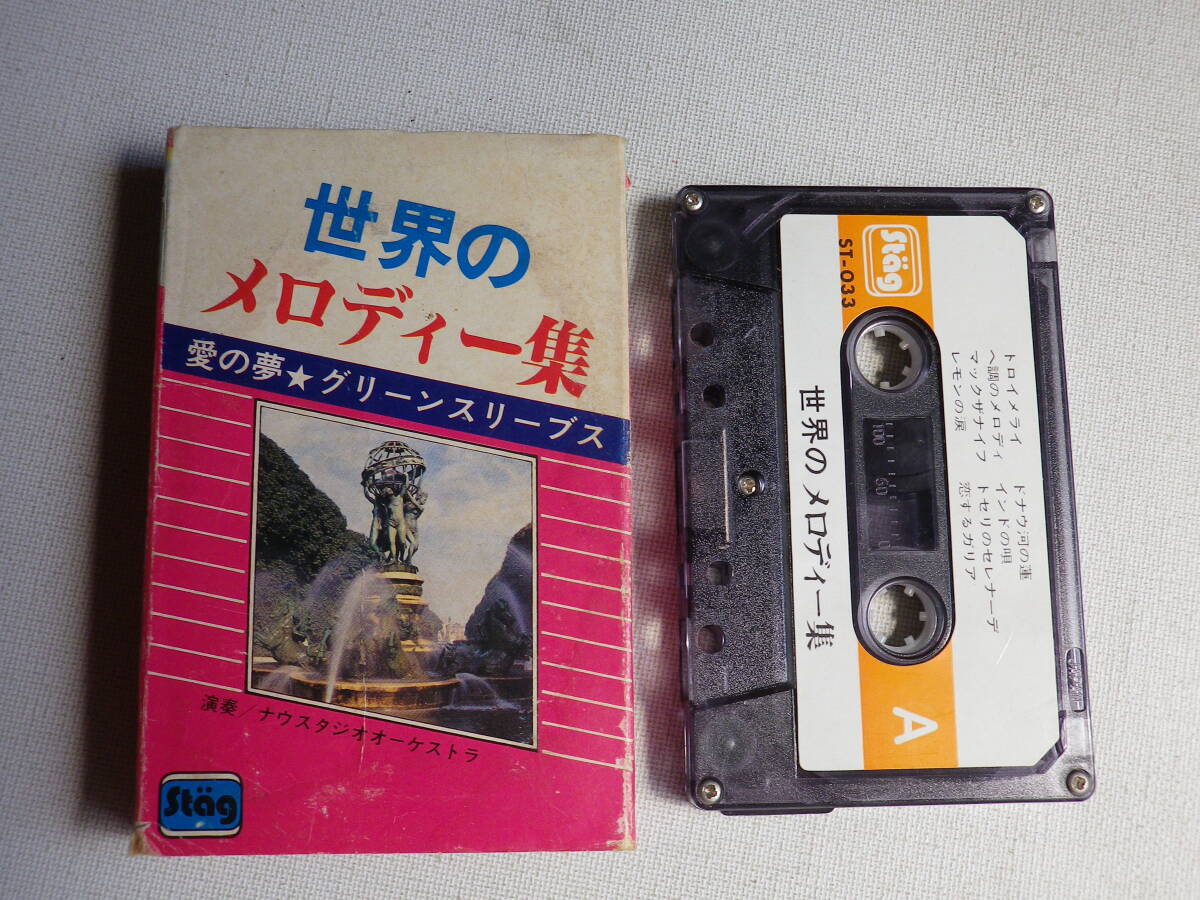 世界の
メロディー集
愛の夢★グリーンスリーブス
演奏/ナウスタジオオーケストラ
Stäg
Stäg
ST-033
トロイメライ
ヘ調のメロディ
マックザナイフ
レモンの涙
ドナウ河の蓮
インドの唄
トセリのセレナーデ
恋するガリア
100
50
0
世界の メロディー集
A